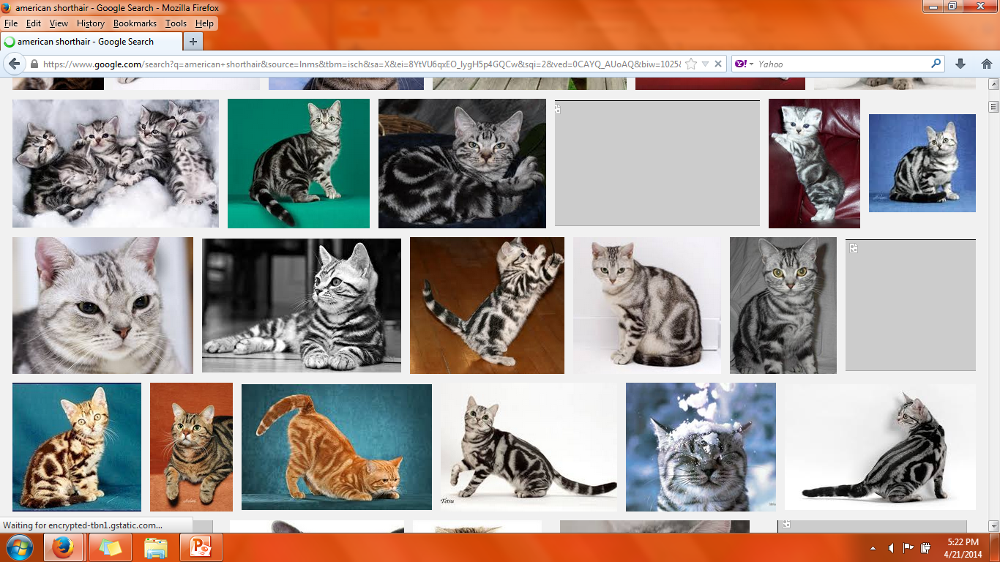 american shorthair - Google Search - Mozilla Firefox
File Edit View History Bookmarks Tools Help
american shorthair - Google Search
https://www.google.com/search?q=american+shorthair&source=lnms&tbm=isch&sa=X&ei=8YtVU6qxEO_lygH5p4GQCw&sqi=2&ved=0CAYQ_AUoAQ&biw=1025&
Yahoo
Tetsu
Waiting for encrypted-tbn1.gstatic.com...
5:22 PM
4/21/2014